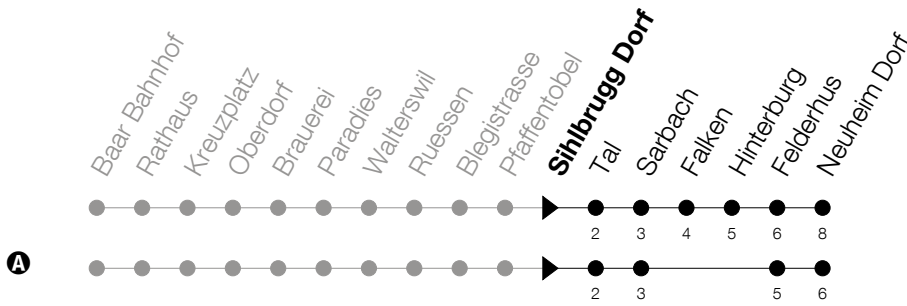 Baar Bahnhof
Rathaus
Kreuzplatz
Oberdorf
Brauerei
Paradies
Walterswil
Ruessen
Blegistrasse
Pfaffentobel
Sihlbrugg Dorf
Tal
Sarbach
Falken
Hinterburg
Felderhus
Neuheim Dorf
2 3 4 5 6 8
A
2 3 5 6